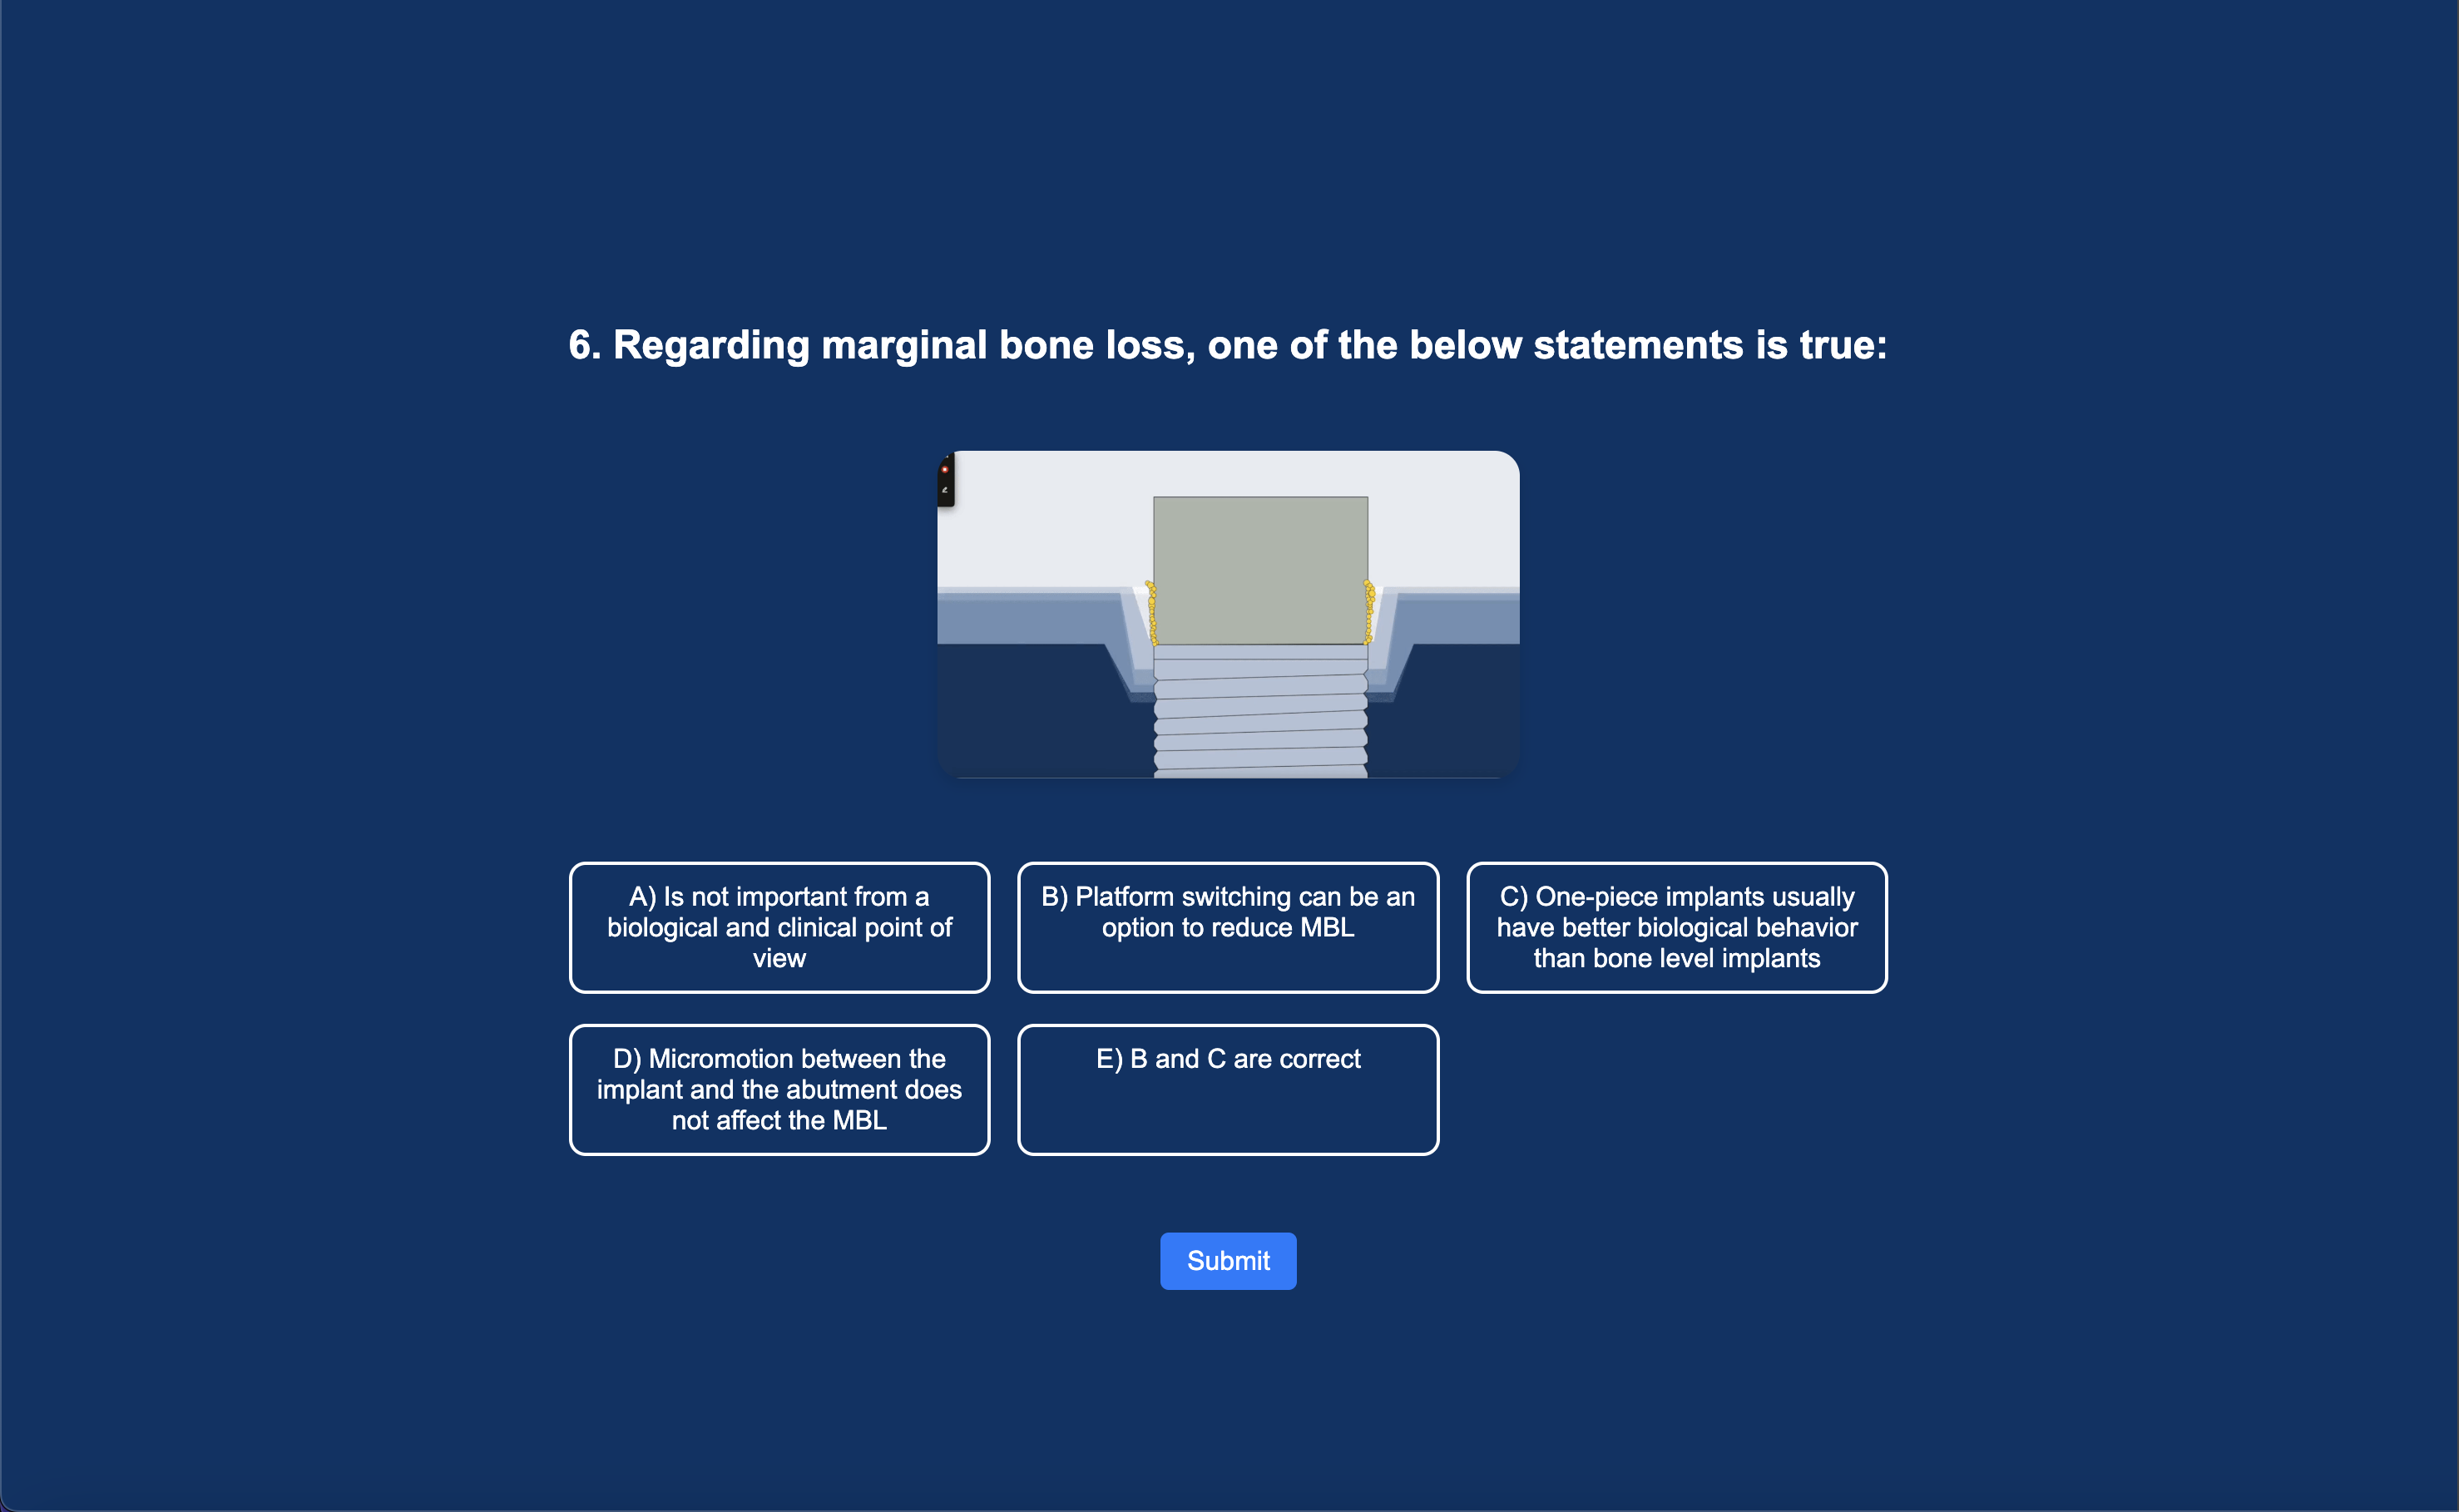 6. Regarding marginal bone loss, one of the below statements is true:
A) Is not important from a
biological and clinical point of
view
B) Platform switching can be an
option to reduce MBL
C) One-piece implants usually
have better biological behavior
than bone level implants
D) Micromotion between the
implant and the abutment does
not affect the MBL
E) B and C are correct
Submit